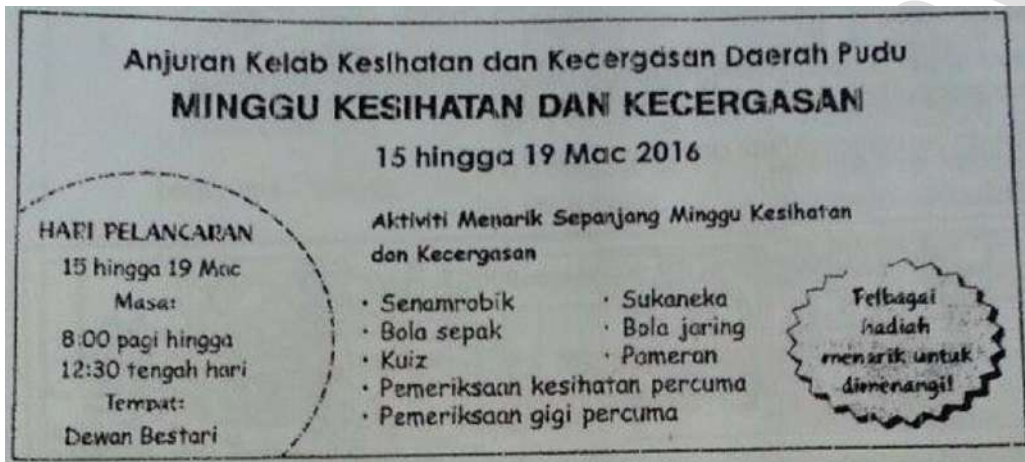 Anjuran Kelab Kesihatan dan Kecergasan Daerah Pudu
MINGGU KESIHATAN DAN KECERGASAN
15 hingga 19 Mac 2016
HARI PELANCARAN
15 hingga 19 Mac
Masa:
8:00 pagi hingga
12:30 tengah hari
Tempat:
Dewan Bestari
Aktiviti Menarik Sepanjang Minggu Kesihatan
dan Kecergasan
• Senamrobik
• Bola sepak
• Kuiz
• Sukaneka
• Bola jaring
• Pameran
• Pemeriksaan kesihatan percuma
• Pemeriksaan gigi percuma
Pelbagai
hadiah
menarik untuk
dimenangi!